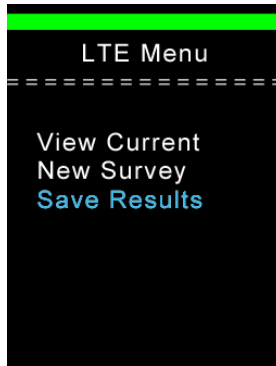 LTE Menu
===============
View Current
New Survey
Save Results